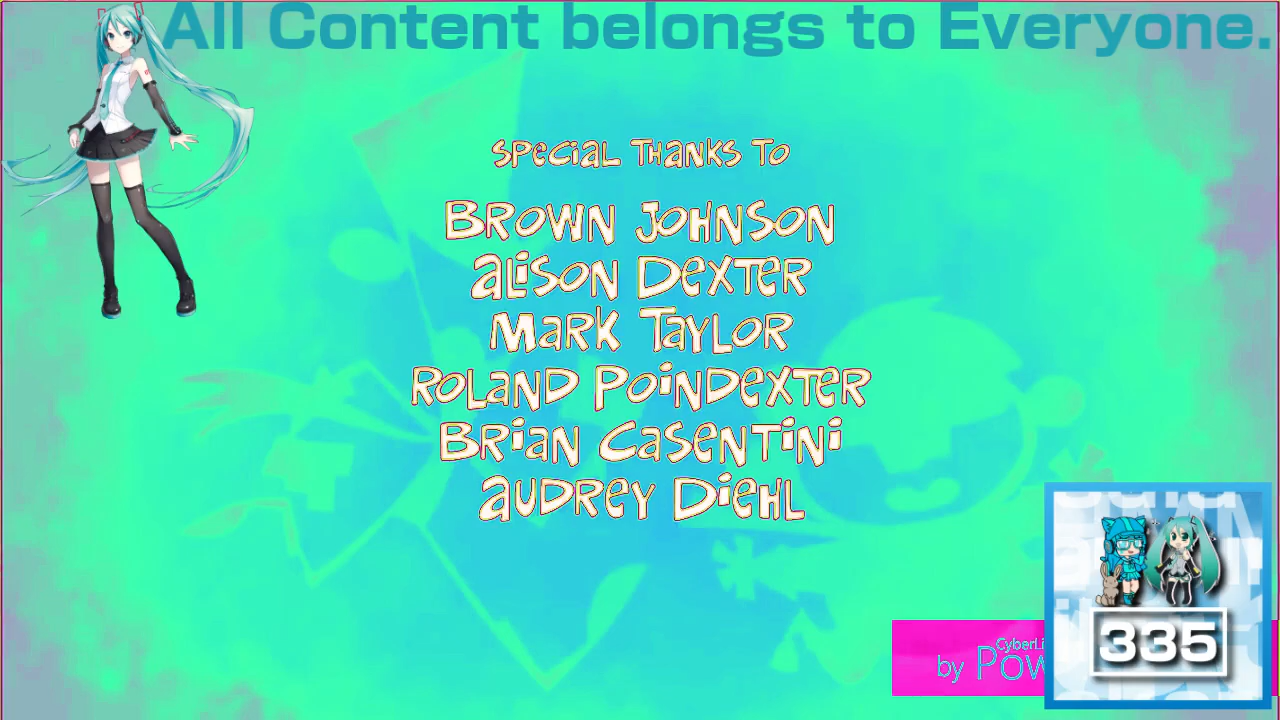 All Content belongs to Everyone.
SPECIAL THANKS TO
BROWN JOHNSON
ALISON DEXTER
MARK TAYLOR
ROLAND POINDEXTER
BRIAN CASENTINI
AUDREY DIEHL
by
335